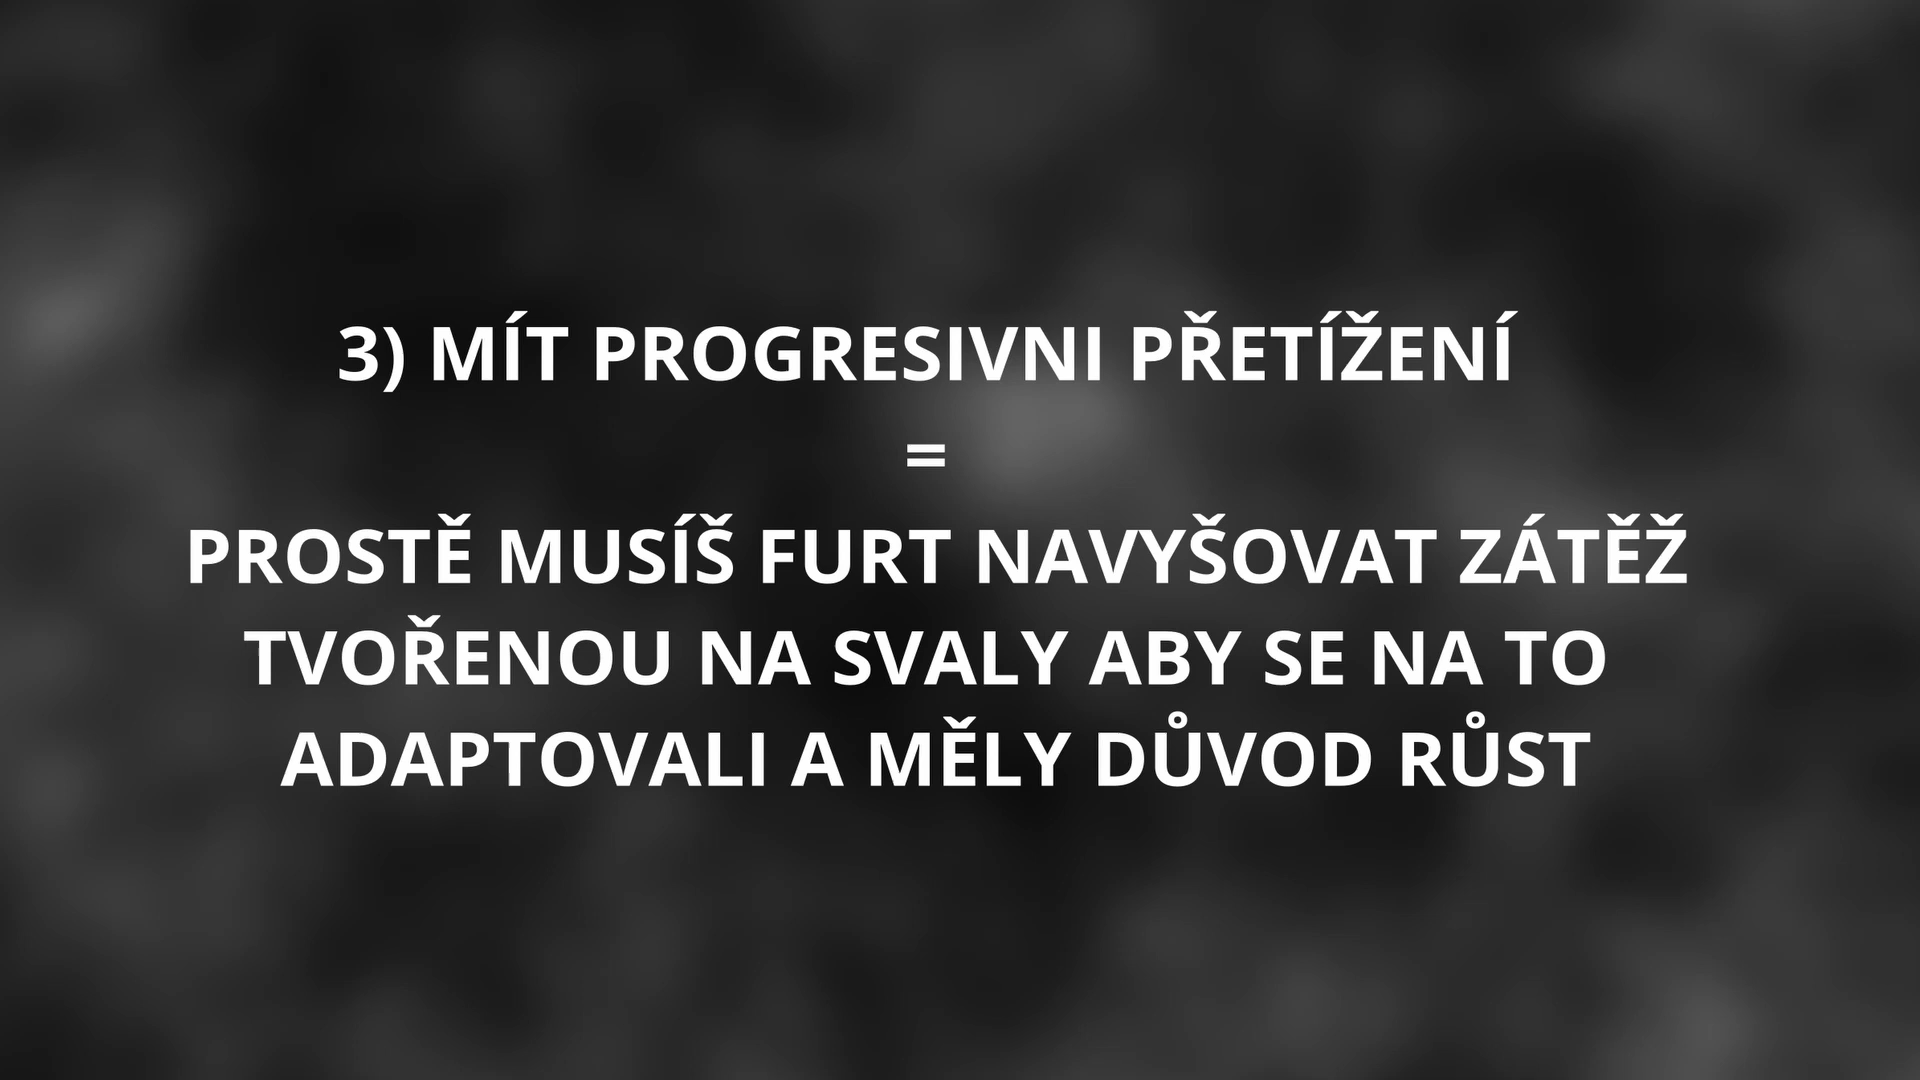 3) MÍT PROGRESIVNI PŘETÍŽENÍ
=
PROSTĚ MUSÍŠ FURT NAVYŠOVAT ZÁTĚŽ
TVOŘENOU NA SVALY ABY SE NA TO
ADAPTOVALI A MĚLY DŮVOD RŮST